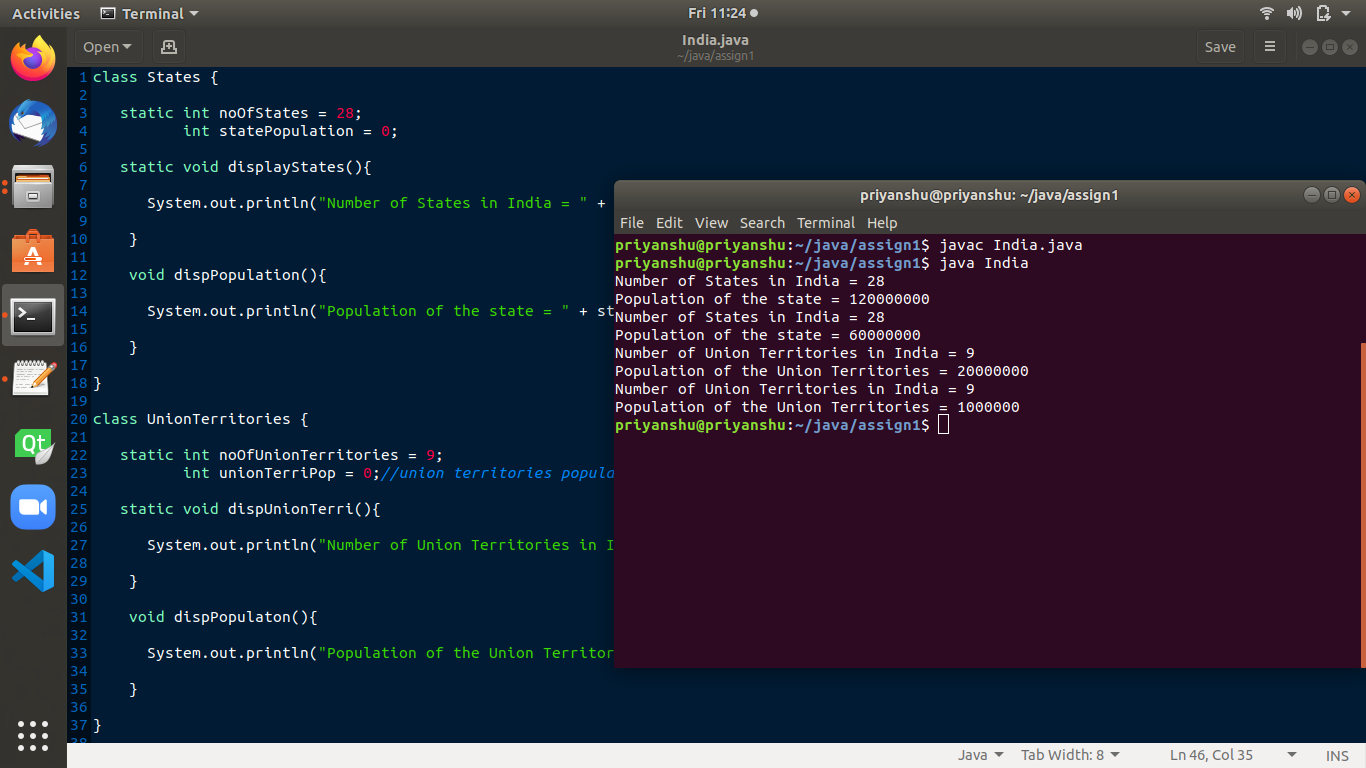 Activities Terminal Fri 11:24
Open India.java Save
~/java/assign1
1 class States {
2
3 static int noOfStates = 28;
4 int statePopulation = 0;
5
6 static void displayStates(){
7
8 System.out.println("Number of States in India = " +
9
10 }
11
12 void dispPopulation(){
13
14 System.out.println("Population of the state = " + st
15
16 }
17
18 }
19
20 class UnionTerritories {
21
22 static int noOfUnionTerritories = 9;
23 int unionTerriPop = 0;//union territories popula
24
25 static void dispUnionTerri(){
26
27 System.out.println("Number of Union Territories in I
28
29 }
30
31 void dispPopulaton(){
32
33 System.out.println("Population of the Union Territor
34
35 }
36
37 }
38
priyanshu@priyanshu: ~/java/assign1
File Edit View Search Terminal Help
priyanshu@priyanshu:~/java/assign1$ javac India.java
priyanshu@priyanshu:~/java/assign1$ java India
Number of States in India = 28
Population of the state = 120000000
Number of States in India = 28
Population of the state = 60000000
Number of Union Territories in India = 9
Population of the Union Territories = 20000000
Number of Union Territories in India = 9
Population of the Union Territories = 1000000
priyanshu@priyanshu:~/java/assign1$
Qt
Java Tab Width: 8 Ln 46, Col 35 INS